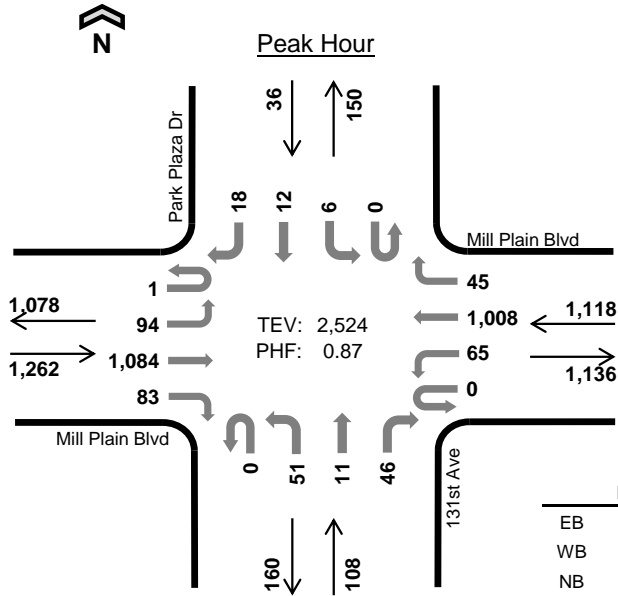 N
Peak Hour
36
150
Park Plaza Dr
18
12
6
0
Mill Plain Blvd
1
45
1,078
94
TEV: 2,524
1,008
1,118
1,262
1,084
PHF: 0.87
65
1,136
83
0
Mill Plain Blvd
0
51
11
46
131st Ave
160
108
EB
WB
NB